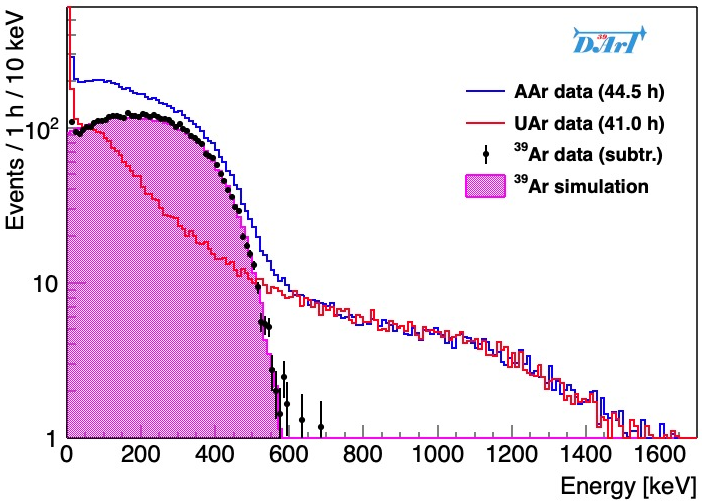 Events / 1 h / 10 keV
10²
10
1
39
DArT
AAr data (44.5 h)
UAr data (41.0 h)
³⁹Ar data (subtr.)
³⁹Ar simulation
0 200 400 600 800 1000 1200 1400 1600
Energy [keV]